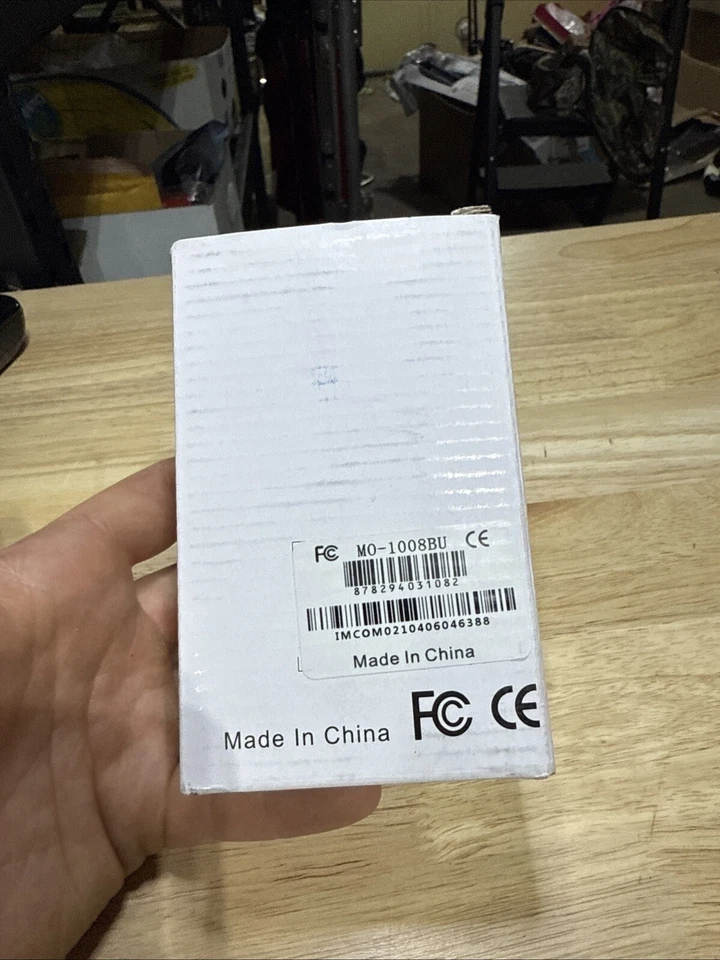 FC MO-1008BU CE
878294031082
IMCOM0210406046388
Made In China
Made In China FC CE